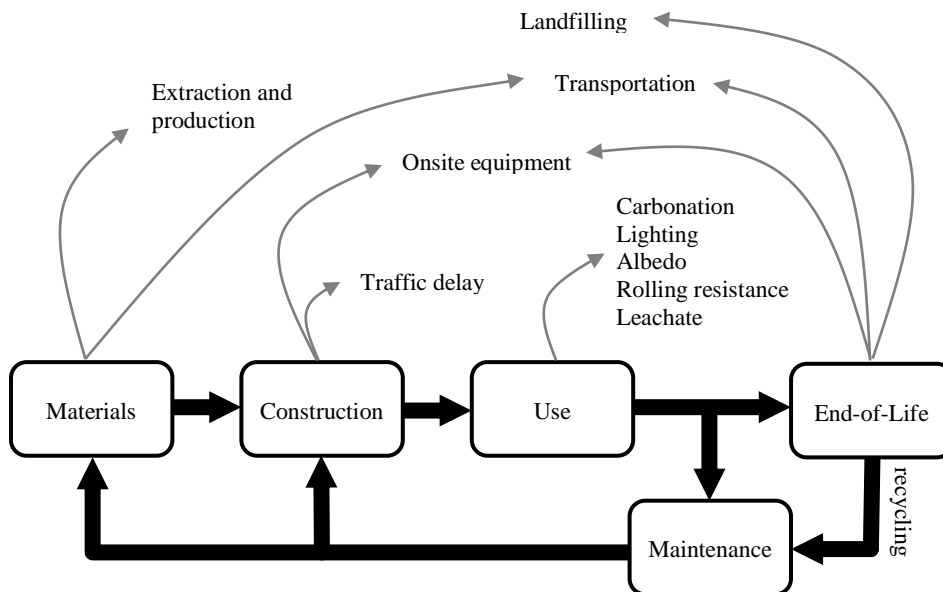 Landfilling
Transportation
Extraction and
production
Onsite equipment
Carbonation
Lighting
Albedo
Rolling resistance
Leachate
Traffic delay
Materials
Construction
Use
End-of-Life
recycling
Maintenance